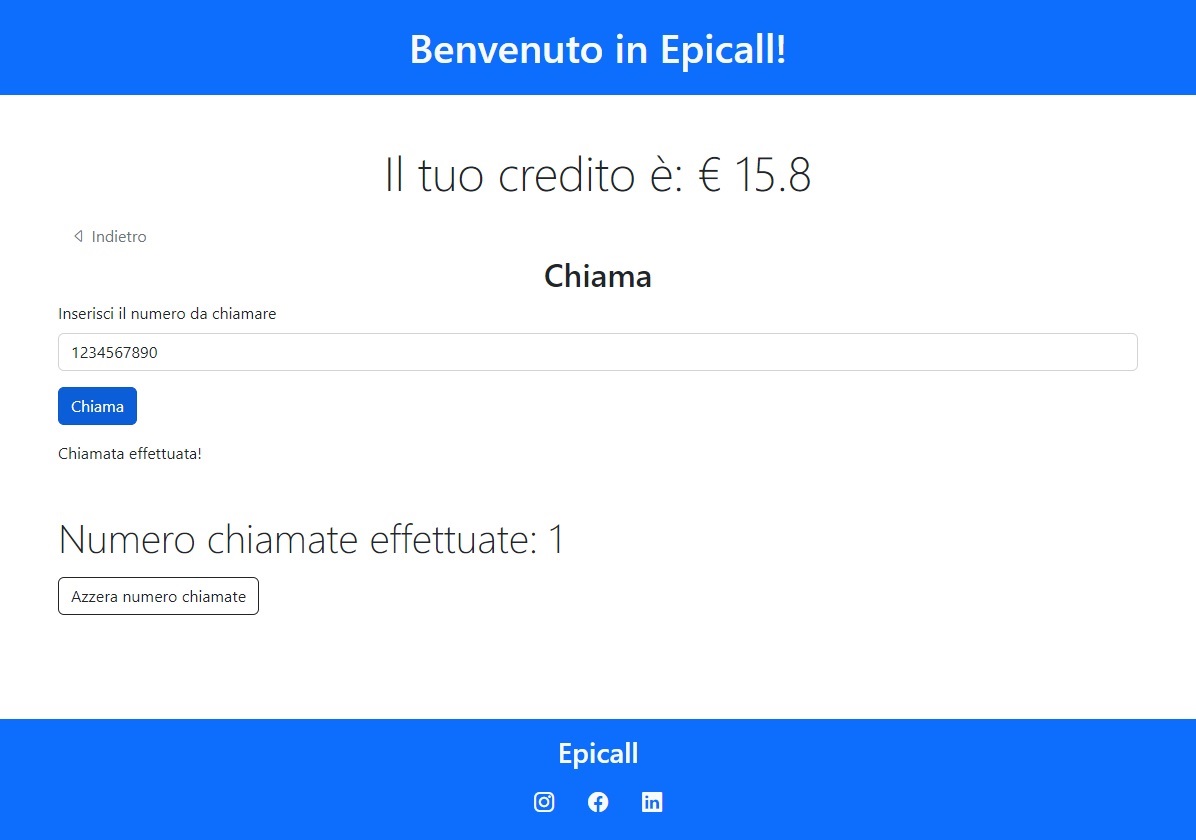 Benvenuto in Epicall!
Il tuo credito è: € 15.8
Indietro
Chiama
Inserisci il numero da chiamare
1234567890
Chiama
Chiamata effettuata!
Numero chiamate effettuate: 1
Azzera numero chiamate
Epicall